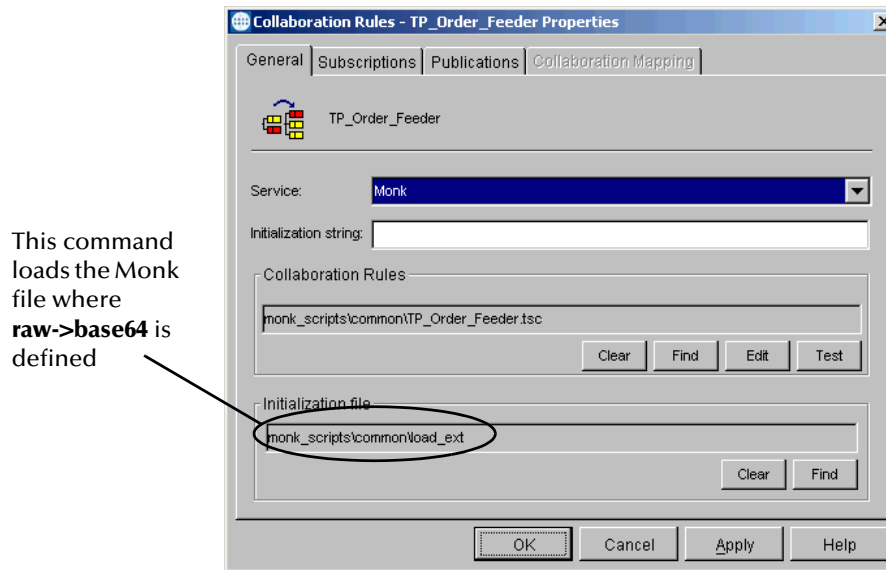 Collaboration Rules - TP_Order_Feeder Properties
General Subscriptions Publications Collaboration Mapping
TP_Order_Feeder
Service: Monk
Initialization string:
This command
loads the Monk
file where
raw->base64 is
defined
Collaboration Rules
monk_scripts\common\TP_Order_Feeder.tsc
Clear Find Edit Test
Initialization file
monk_scripts\common\load_ext
Clear Find
OK Cancel Apply Help